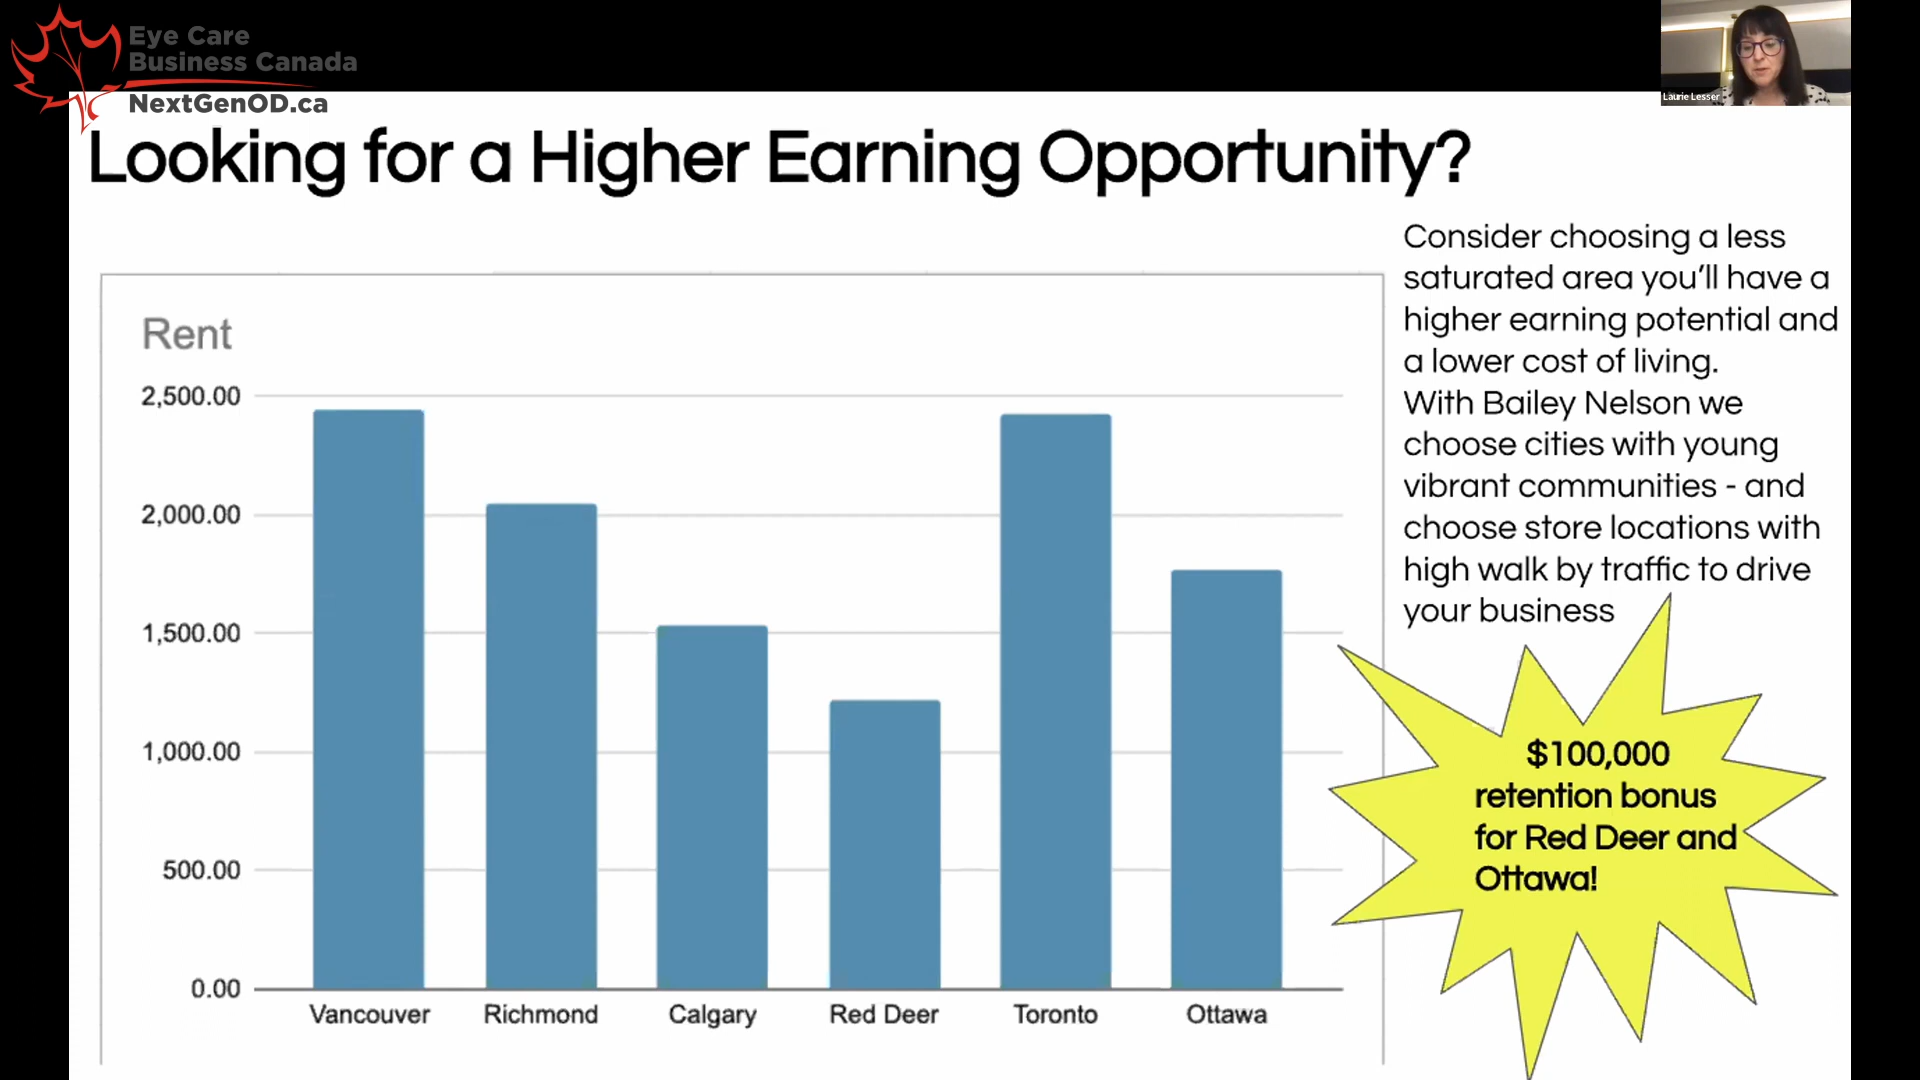 Eye Care
Business Canada
NextGenOD.ca
Laurie Lesser
Looking for a Higher Earning Opportunity?
Rent
2,500.00
2,000.00
1,500.00
1,000.00
500.00
0.00
Vancouver Richmond Calgary Red Deer Toronto Ottawa
Consider choosing a less
saturated area you'll have a
higher earning potential and
a lower cost of living.
With Bailey Nelson we
choose cities with young
vibrant communities - and
choose store locations with
high walk by traffic to drive
your business
$100,000
retention bonus
for Red Deer and
Ottawa!